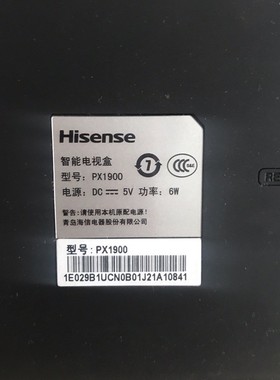 Hisense
智能电视盒
型号：PX1900
电源：DC ⎓ 5V 功率：6W
警告：请使用本机原配电源！
青岛海信电器股份有限公司
型号：PX1900
1E029B1UCN0B01J21A10841